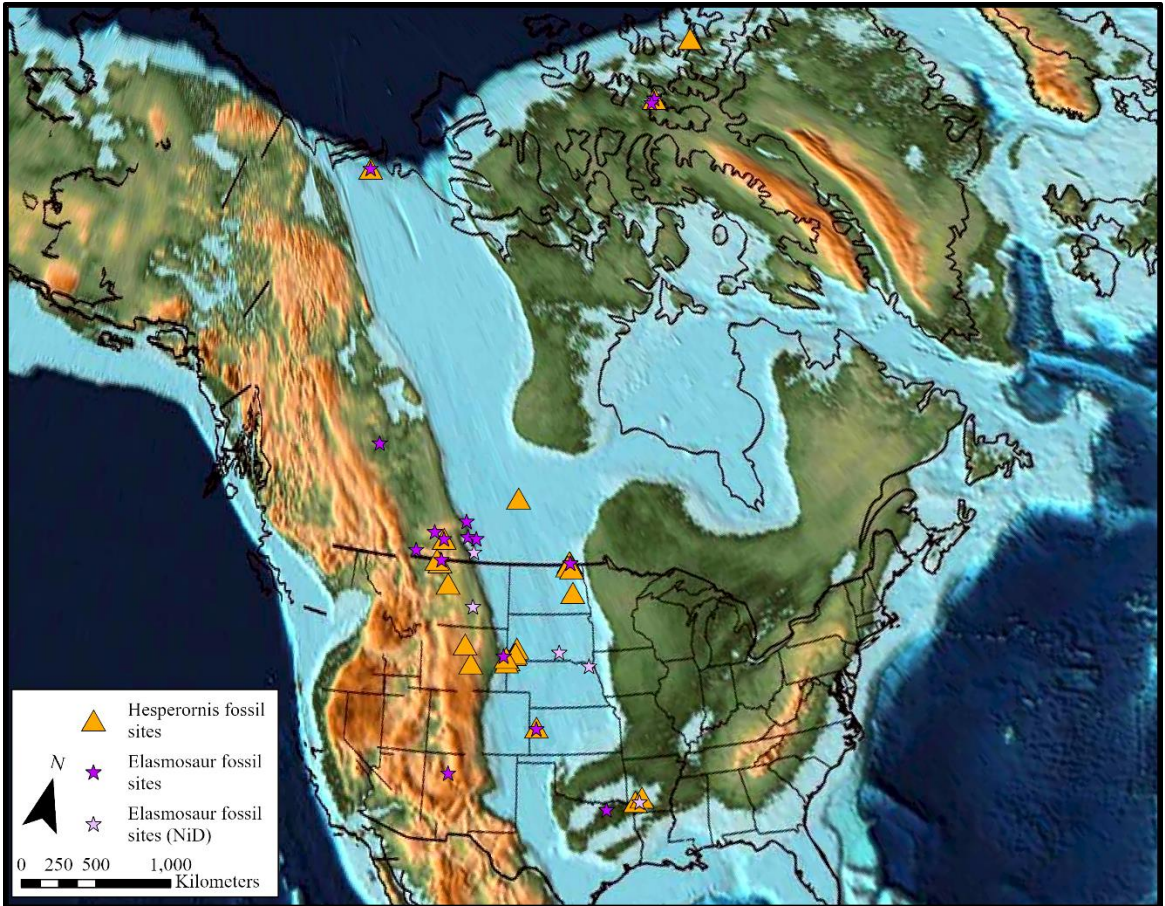 Hesperornis fossil
sites
N
Elasmosaur fossil
sites
Elasmosaur fossil
sites (NiD)
0 250 500 1,000
Kilometers